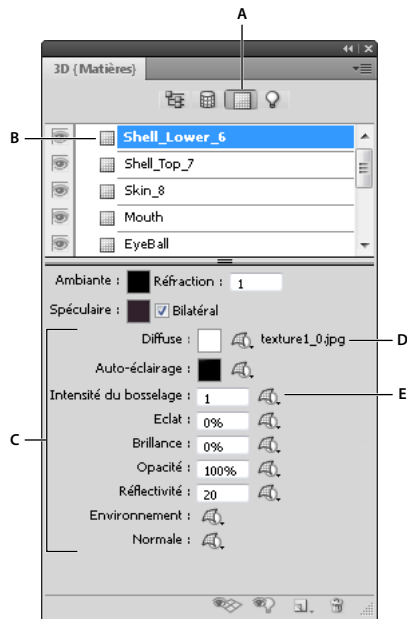 A
3D {Matières}
B
Shell_Lower_6
Shell_Top_7
Skin_8
Mouth
EyeBall
Ambiante : Réfraction : 1
Spéculaire : Bilatéral
Diffuse : texture1_0.jpg D
Auto-éclairage :
Intensité du bosselage : 1 E
C
Eclat : 0%
Brillance : 0%
Opacité : 100%
Réflectivité : 20
Environnement :
Normale :